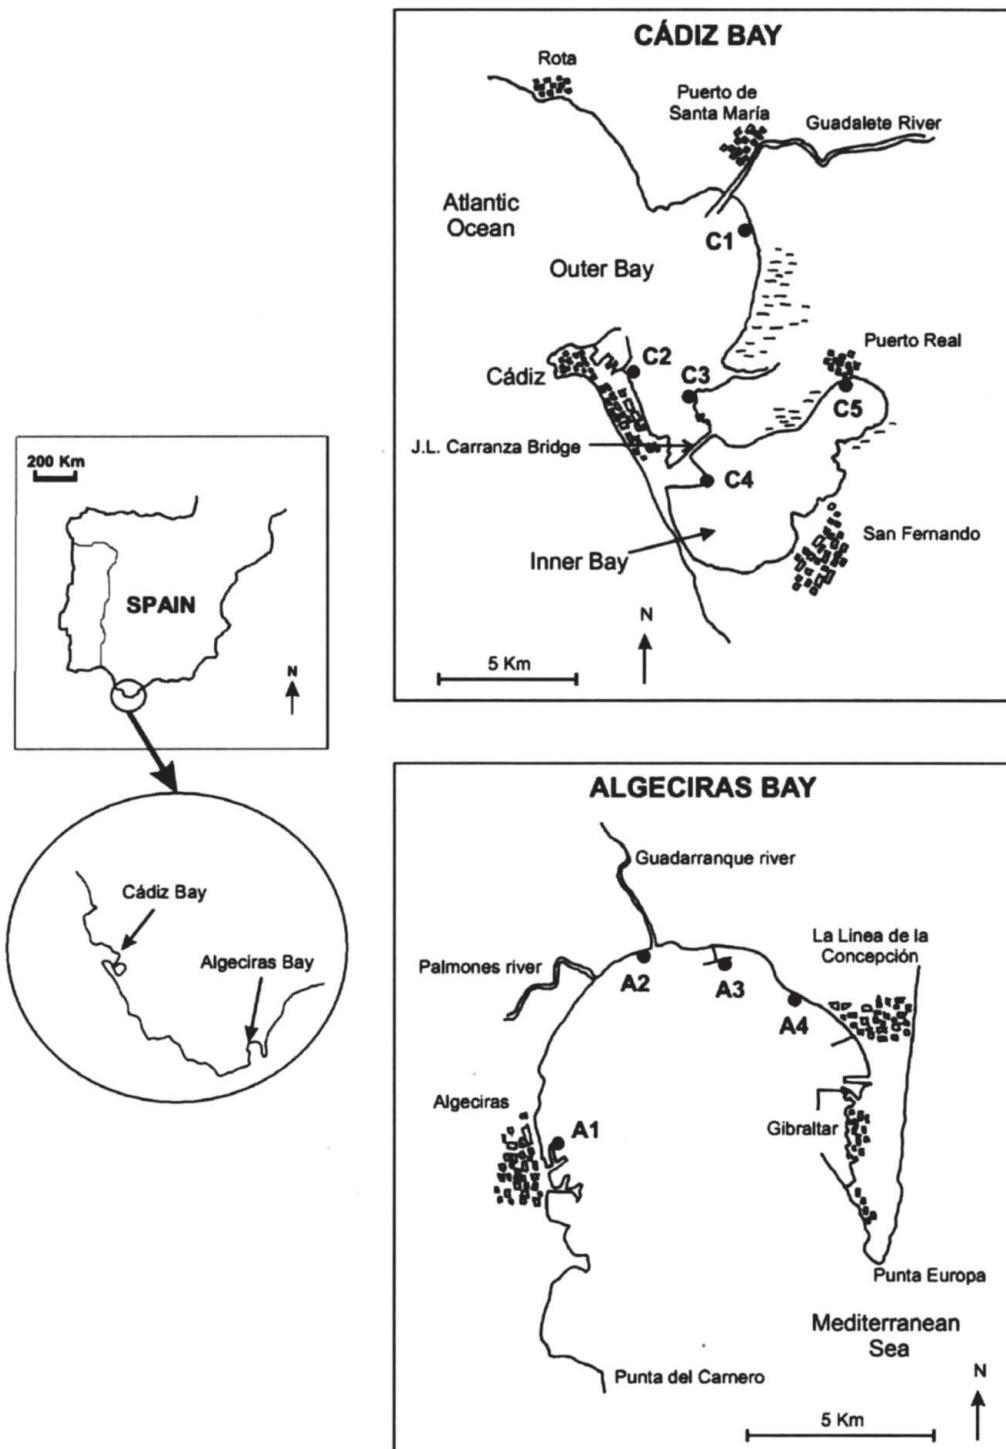 CÁDIZ BAY
Rota
Puerto de
Santa María
Guadalete River
Atlantic
Ocean
C1
Outer Bay
Puerto Real
Cádiz
C2
C3
C5
J.L. Carranza Bridge
C4
San Fernando
Inner Bay
N
5 Km
200 Km
SPAIN
N
Cádiz Bay
Algeciras Bay
ALGECIRAS BAY
Guadarranque river
La Linea de la
Concepción
Palmones river
A2
A3
A4
Algeciras
A1
Gibraltar
Punta Europa
Mediterranean
Sea
Punta del Carnero
N
5 Km